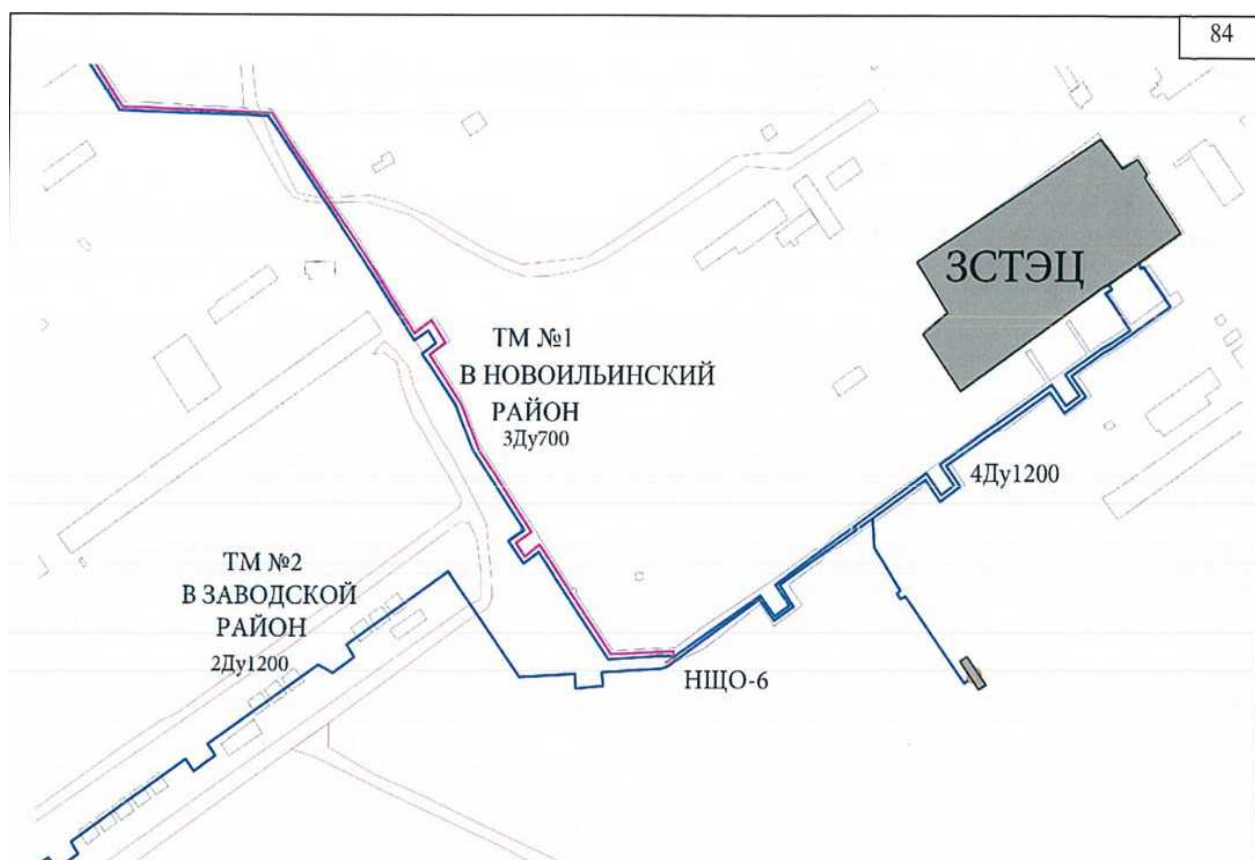 84
ЗСТЭЦ
ТМ №1
В НОВОИЛЬИНСКИЙ
РАЙОН
3Ду700
4Ду1200
ТМ №2
В ЗАВОДСКОЙ
РАЙОН
2Ду1200
НЩО-6